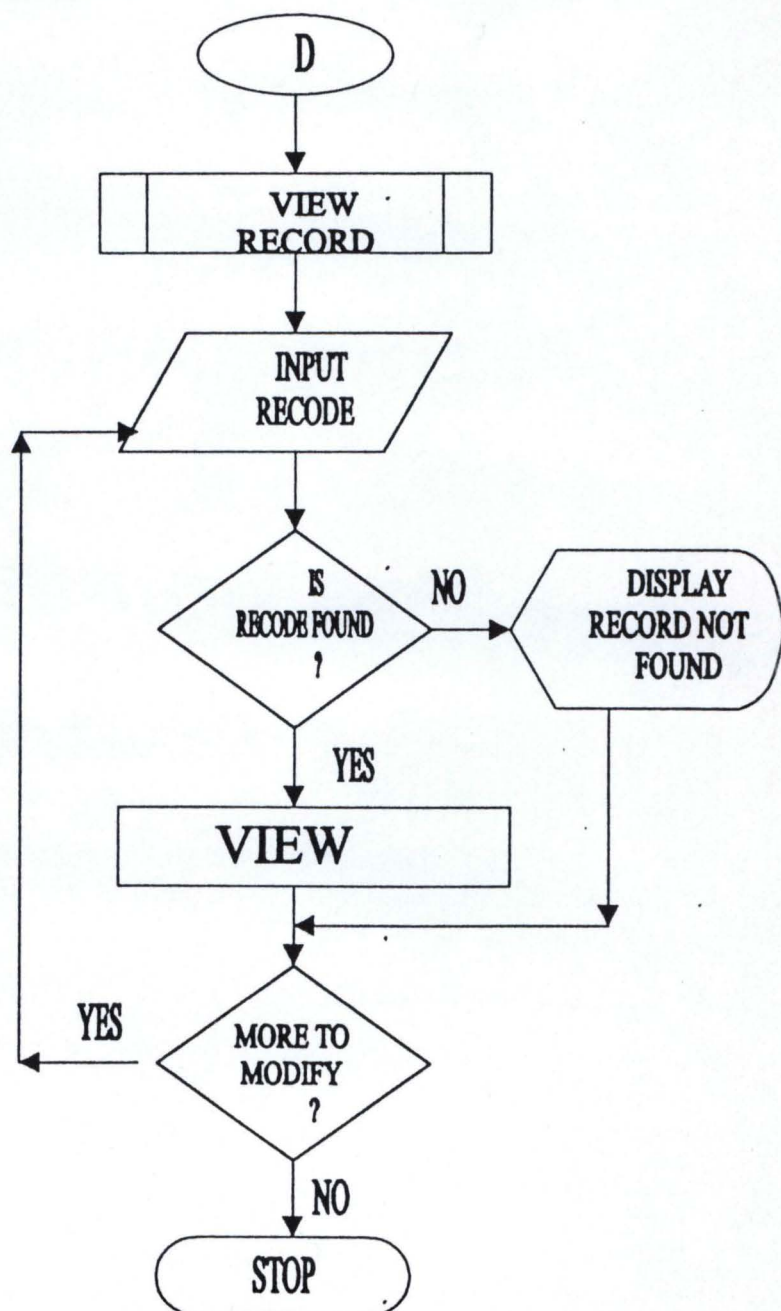 D
VIEW
RECORD
INPUT
RECODE
IS
RECODE FOUND
?
NO
DISPLAY
RECORD NOT
FOUND
YES
VIEW
YES
MORE TO
MODIFY
?
NO
STOP